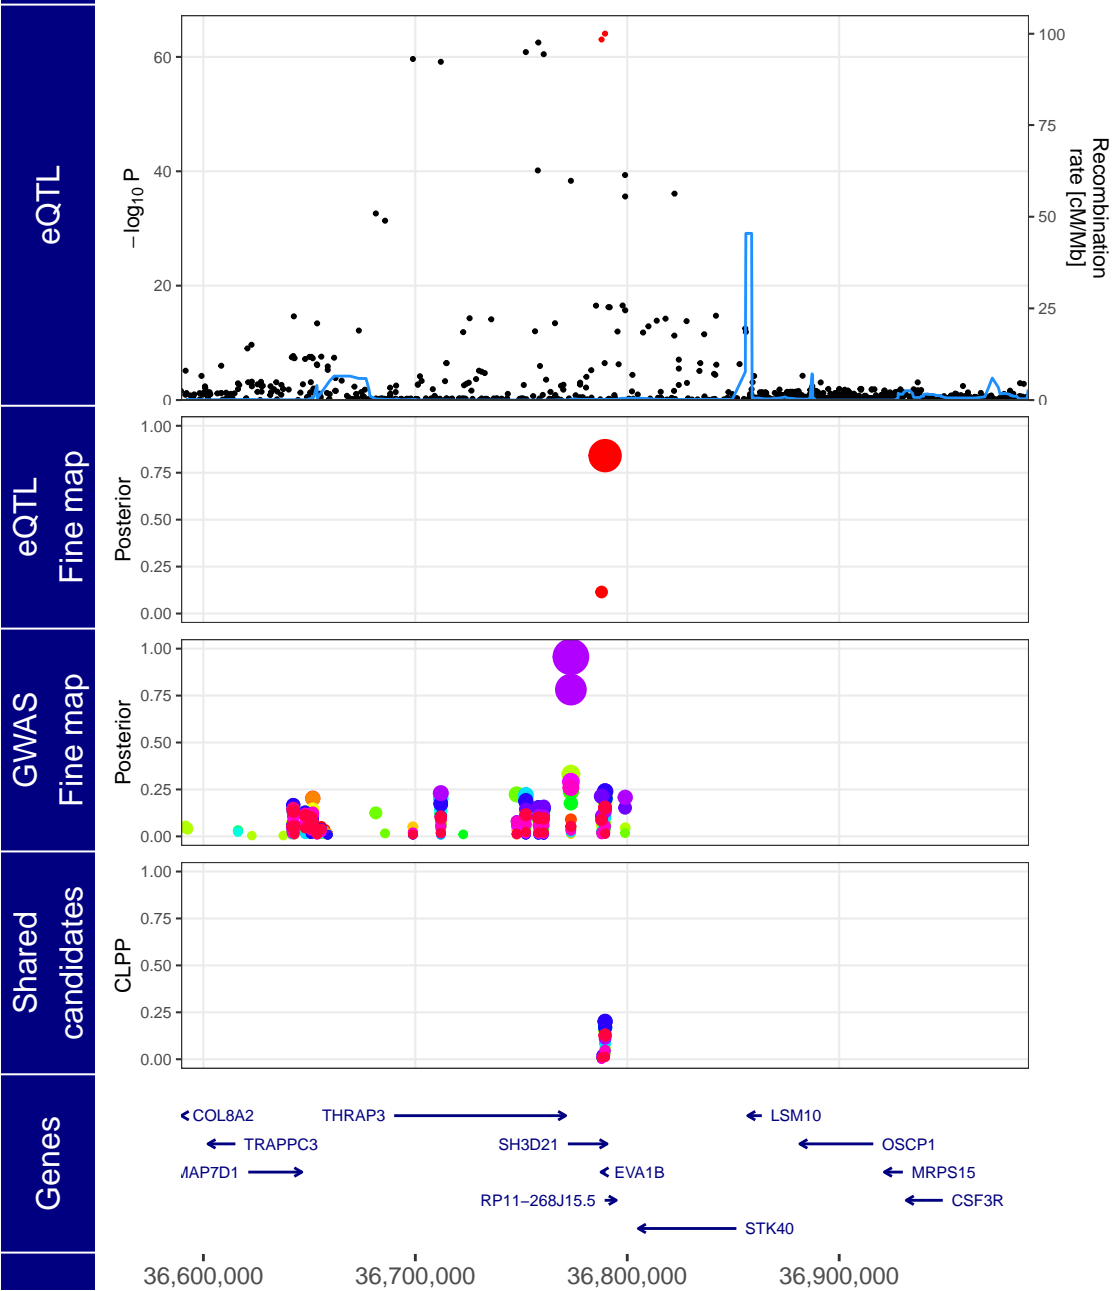 eQTL
−log10 P
60
40
20
0
100
75
50
25
0
Recombination
rate [cM/Mb]
eQTL
Fine map
Posterior
1.00
0.75
0.50
0.25
0.00
GWAS
Fine map
Posterior
1.00
0.75
0.50
0.25
0.00
Shared
candidates
CLPP
1.00
0.75
0.50
0.25
0.00
Genes
COL8A2
THRAP3
LSM10
TRAPPC3
SH3D21
OSCP1
MAP7D1
EVA1B
MRPS15
RP11−268J15.5
CSF3R
STK40
36,600,000
36,700,000
36,800,000
36,900,000